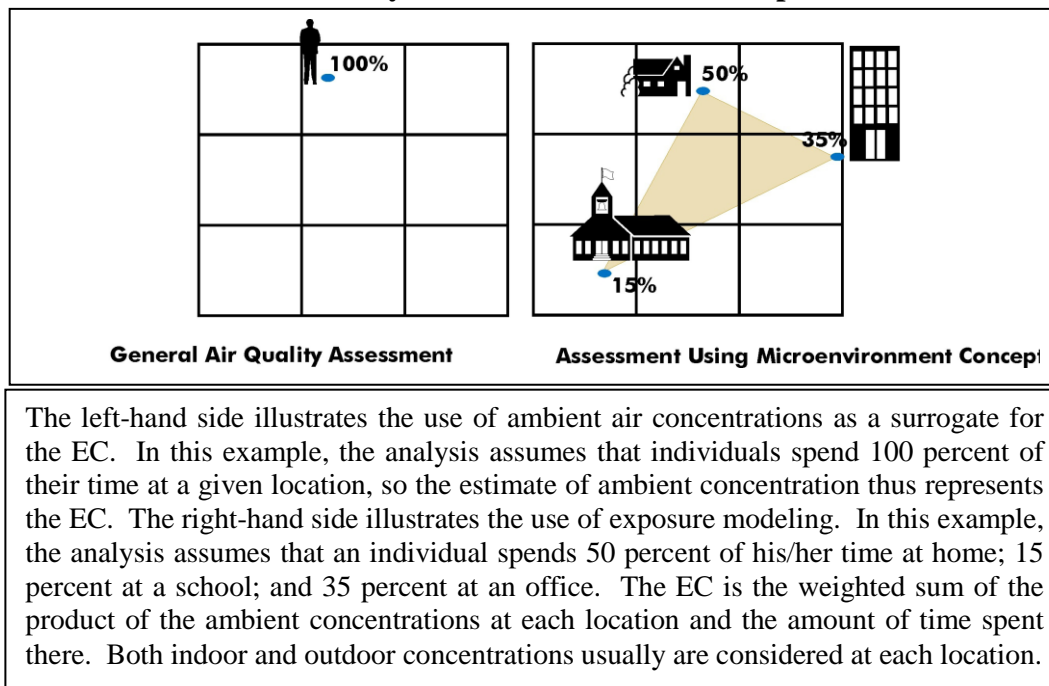 100%
50%
35%
15%
General Air Quality Assessment
Assessment Using Microenvironment Concept
The left-hand side illustrates the use of ambient air concentrations as a surrogate for
the EC. In this example, the analysis assumes that individuals spend 100 percent of
their time at a given location, so the estimate of ambient concentration thus represents
the EC. The right-hand side illustrates the use of exposure modeling. In this example,
the analysis assumes that an individual spends 50 percent of his/her time at home; 15
percent at a school; and 35 percent at an office. The EC is the weighted sum of the
product of the ambient concentrations at each location and the amount of time spent
there. Both indoor and outdoor concentrations usually are considered at each location.